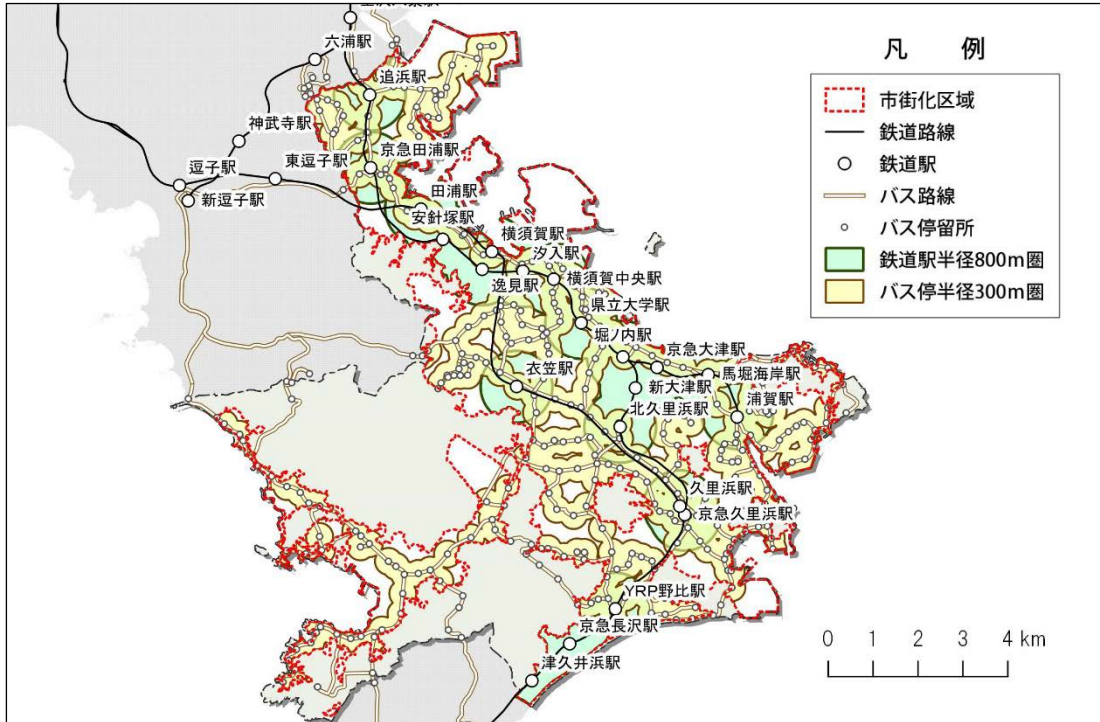 六浦駅
追浜駅
神武寺駅
京急田浦駅
東逗子駅
逗子駅
新逗子駅
田浦駅
安針塚駅
横須賀駅
汐入駅
逸見駅
横須賀中央駅
県立大学駅
堀ノ内駅
京急大津駅
馬堀海岸駅
衣笠駅
新大津駅
浦賀駅
北久里浜駅
久里浜駅
京急久里浜駅
YRP野比駅
京急長沢駅
津久井浜駅
凡 例
市街化区域
鉄道路線
鉄道駅
バス路線
バス停留所
鉄道駅半径800m圏
バス停半径300m圏
0 1 2 3 4 km